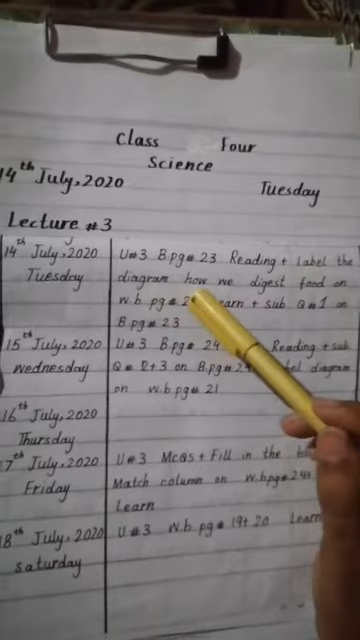 Class Four
Science
14th July, 2020 Tuesday
Lecture #3
14th July, 2020
Tuesday
U#3 B.pg# 23 Reading + Label the
diagram how we digest food on
w.b pg# + sub Q#1 on
B.pg# 23
15th July, 2020
Wednesday
U#3 B.pg# 24 Reading + sub
Q# 2+3 on B.pg# 24 diagram
on w.b pg# 21
16th July, 2020
Thursday
17th July, 2020
Friday
U#3 McQs + Fill in the
Match column on w.b pg# 24+
Learn
18th July, 2020
Saturday
U#3 w.b pg# 19+20 Learn